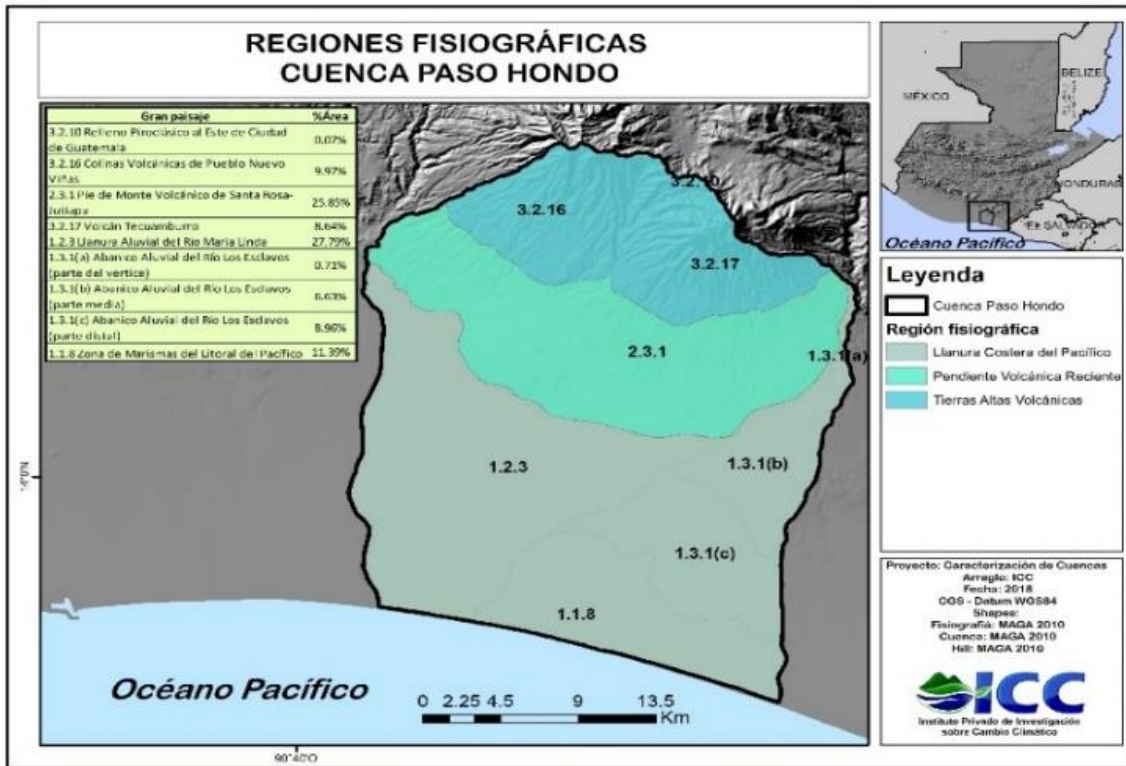 REGIONES FISIOGRÁFICAS
CUENCA PASO HONDO
Gran paisaje %Área
3.2.10 Relleno Piroclásico al Este de Ciudad
de Guatemala 0.07%
3.2.16 Colinas Volcánicas de Pueblo Nuevo
Viñas 9.97%
2.3.1 Pie de Monte Volcánico de Santa Rosa-
Jutiapa 25.85%
3.2.17 Volcán Tecuamburro 8.64%
1.2.3 Llanura Aluvial del Río María Linda 27.79%
1.3.1(a) Abanico Aluvial del Río Los Esclavos
(parte del vertice) 0.71%
1.3.1(b) Abanico Aluvial del Río Los Esclavos
(parte media) 6.63%
1.3.1(c) Abanico Aluvial del Río Los Esclavos
(parte distal) 8.96%
1.1.8 Zona de Marismas del Litoral del Pacífico 11.39%
3.2.16
3.2.17
2.3.1
1.3.1(a)
1.2.3
1.3.1(b)
1.3.1(c)
1.1.8
Océano Pacífico
0 2.25 4.5 9 13.5
Km
90°40'O
MÉXICO
BELIZE
HONDURAS
EL SALVADOR
Océano Pacífico
Leyenda
Cuenca Paso Hondo
Región fisiográfica
Llanura Costera del Pacífico
Pendiente Volcánica Reciente
Tierras Altas Volcánicas
Proyecto: Caracterización de Cuencas
Arreglo: ICC
Fecha: 2018
CGS - Datum WGS84
Shapes:
Fisiografía: MAGA 2010
Cuenca: MAGA 2010
Hill: MAGA 2010
ICC
Instituto Privado de Investigación
sobre Cambio Climático